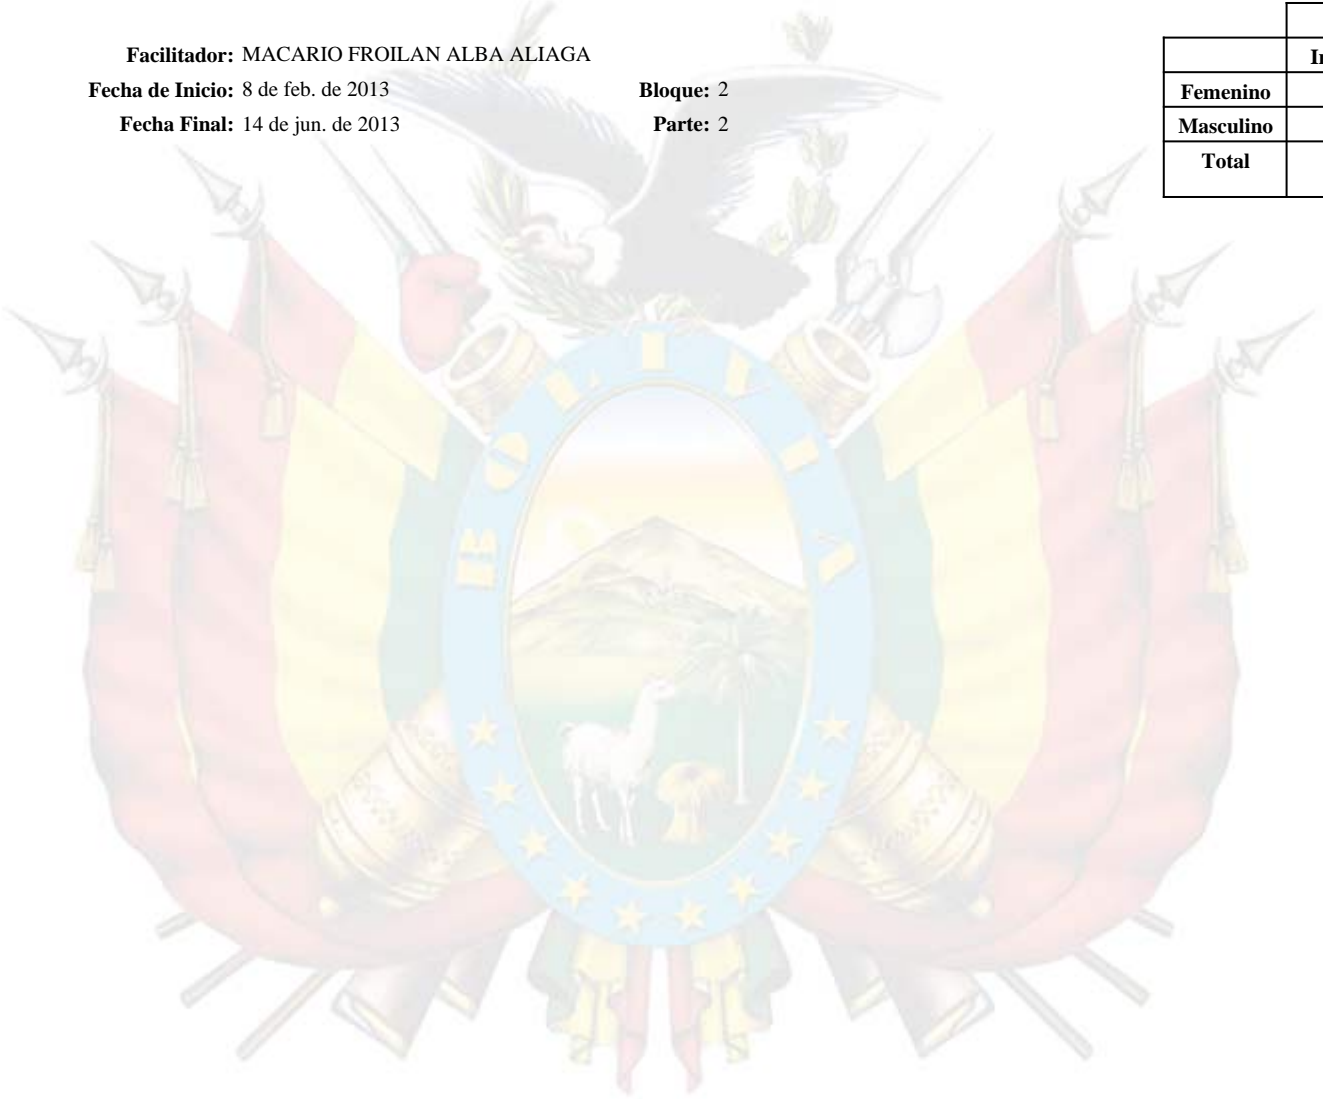 Facilitador: MACARIO FROILAN ALBA ALIAGA
Fecha de Inicio: 8 de feb. de 2013 Bloque: 2
Fecha Final: 14 de jun. de 2013 Parte: 2
Femenino
Masculino
Total
BOLIVIA